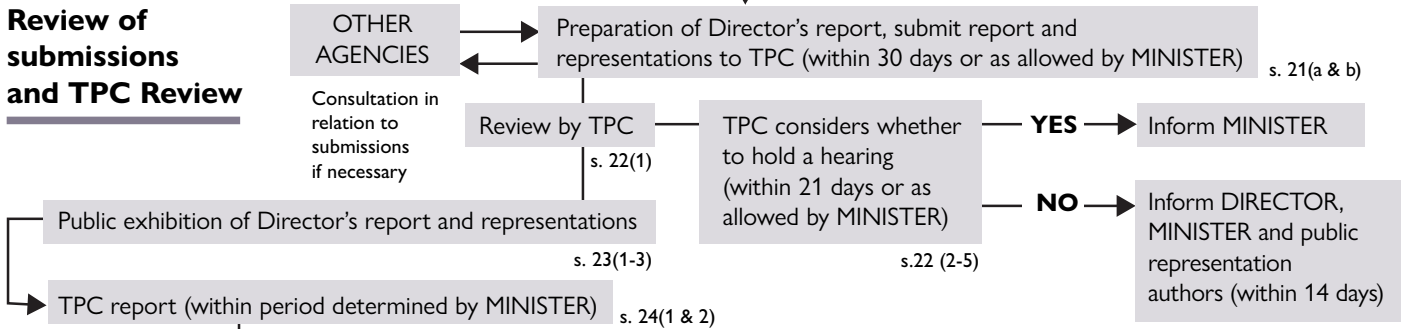 Review of
submissions
and TPC Review
OTHER
AGENCIES
Consultation in
relation to
submissions
if necessary
Preparation of Director’s report, submit report and
representations to TPC (within 30 days or as allowed by MINISTER)
s. 21(a & b)
Review by TPC
s. 22(1)
TPC considers whether
to hold a hearing
(within 21 days or as
allowed by MINISTER)
s.22 (2-5)
YES
Inform MINISTER
NO
Inform DIRECTOR,
MINISTER and public
representation
authors (within 14 days)
Public exhibition of Director’s report and representations
s. 23(1-3)
TPC report (within period determined by MINISTER)
s. 24(1 & 2)